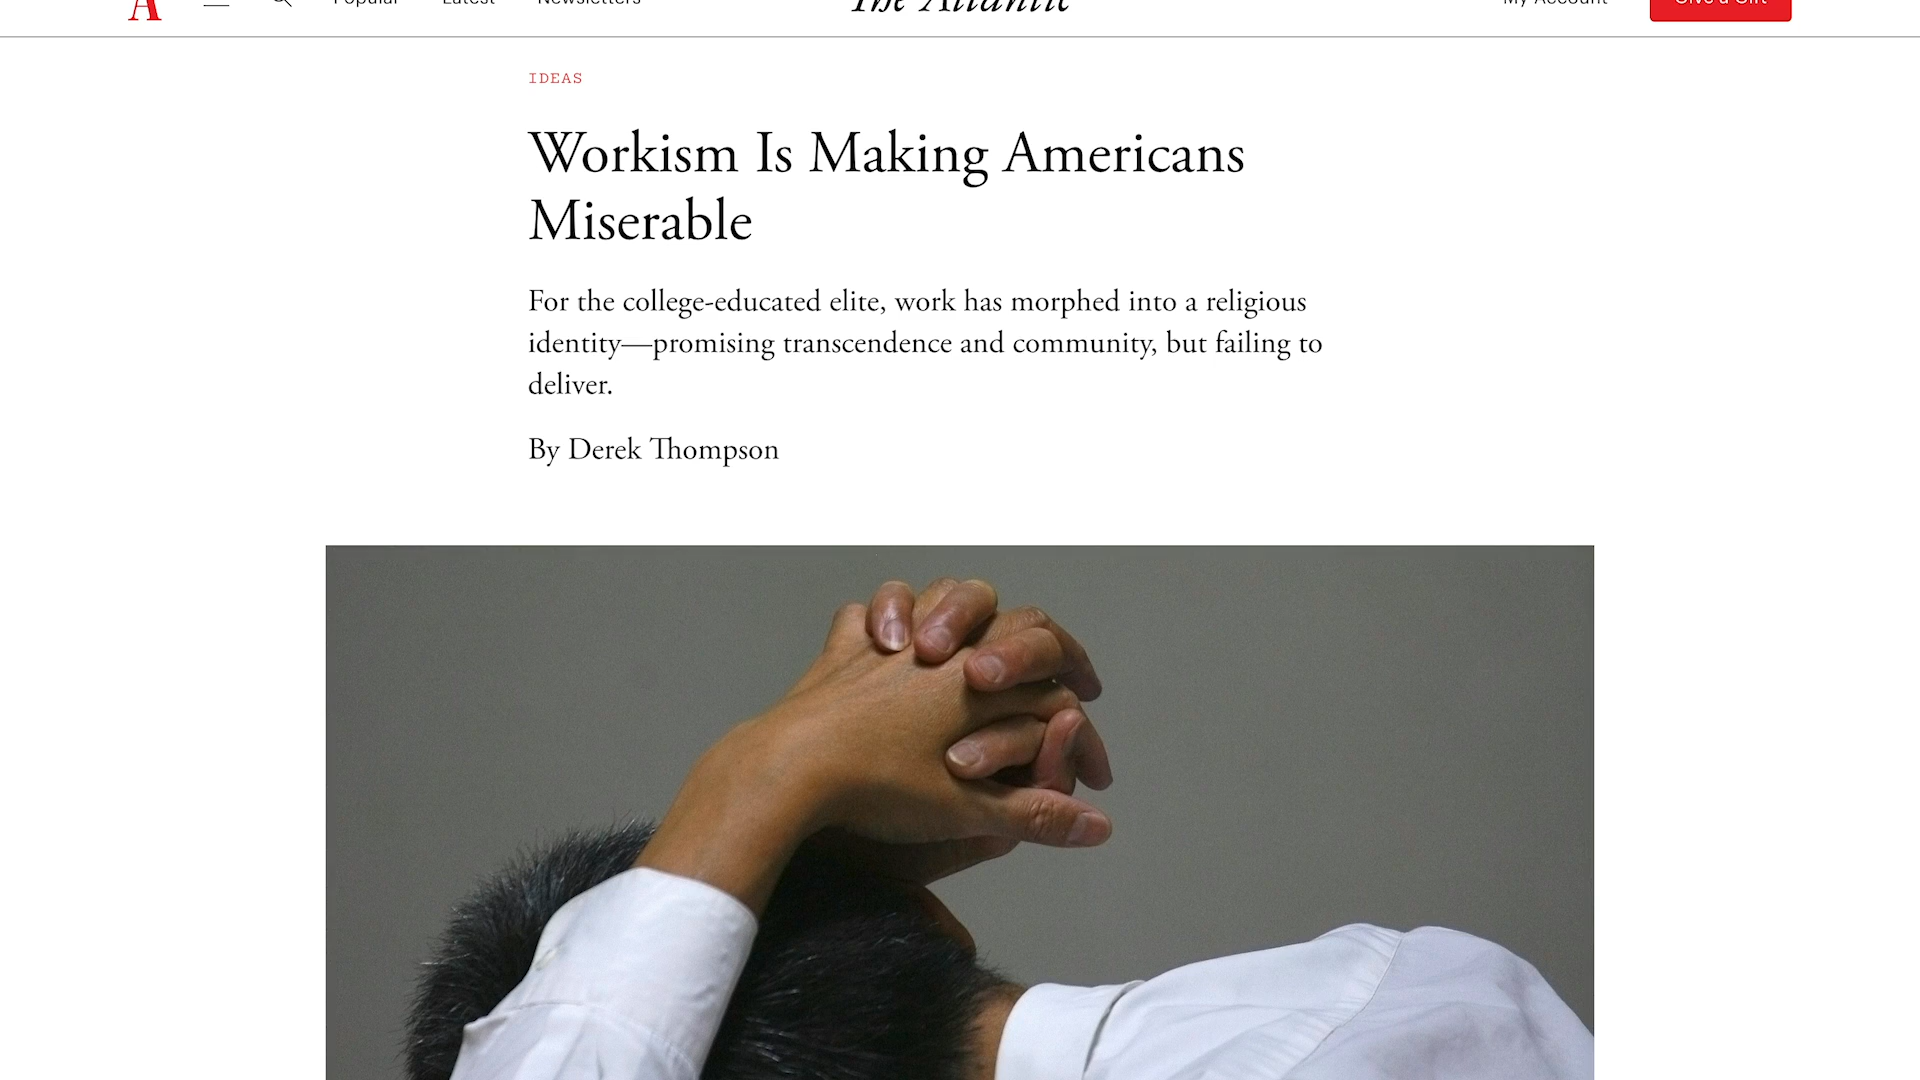 A Popular Latest Newsletters The Atlantic My Account Give a Gift
IDEAS
Workism Is Making Americans
Miserable
For the college-educated elite, work has morphed into a religious
identity—promising transcendence and community, but failing to
deliver.
By Derek Thompson